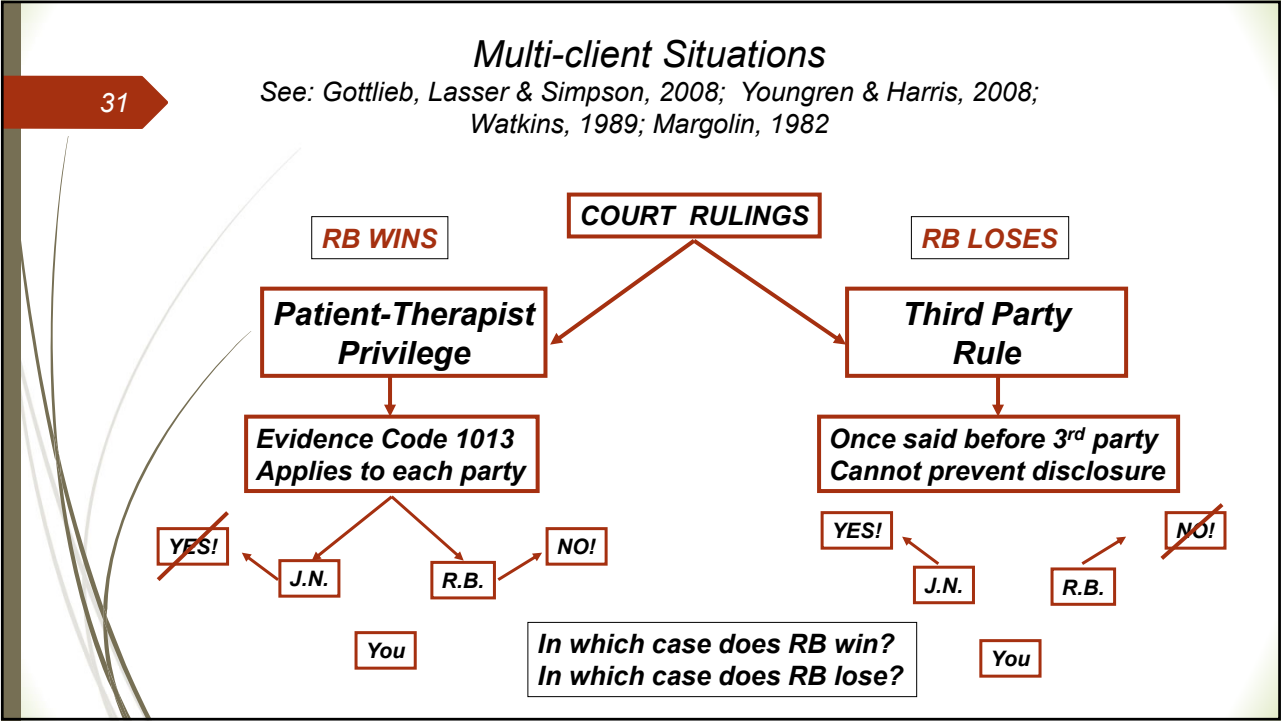 Multi-client Situations
See: Gottlieb, Lasser & Simpson, 2008; Youngren & Harris, 2008;
Watkins, 1989; Margolin, 1982
31
COURT RULINGS
RB WINS
RB LOSES
Patient-Therapist
Privilege
Third Party
Rule
Evidence Code 1013
Applies to each party
Once said before 3rd party
Cannot prevent disclosure
YES!
J.N.
R.B.
NO!
YES!
J.N.
R.B.
NO!
You
In which case does RB win?
In which case does RB lose?
You